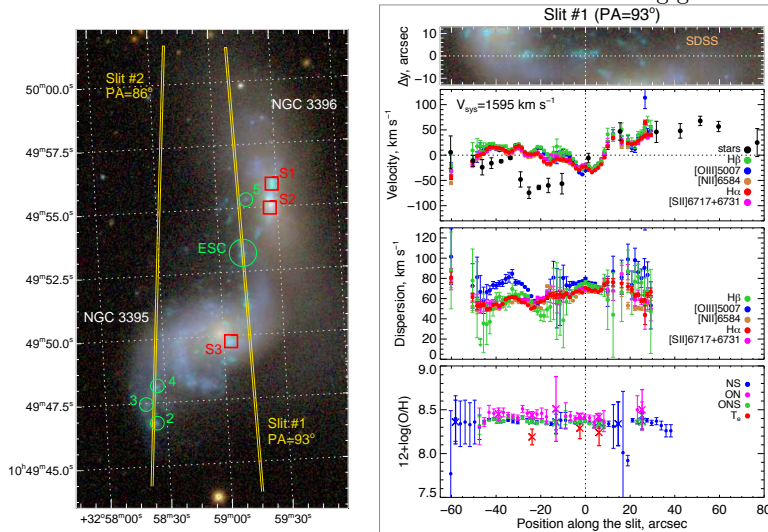 Slit #2
PA=86°
NGC 3396
S1
5
S2
ESC
NGC 3395
S3
4
3
2
Slit:#1
PA=93°
50ᵐ00.0ˢ
49ᵐ57.5ˢ
49ᵐ55.0ˢ
49ᵐ52.5ˢ
49ᵐ50.0ˢ
49ᵐ47.5ˢ
10ʰ49ᵐ45.0ˢ
+32°58ᵐ00ˢ
58ᵐ30ˢ
59ᵐ00ˢ
59ᵐ30ˢ
Slit #1 (PA=93°)
SDSS
Δy, arcsec
10
0
−10
Vsys=1595 km s⁻¹
Velocity, km s⁻¹
100
50
0
−50
−100
stars
Hβ
[OIII]5007
[NII]6584
Hα
[SII]6717+6731
Dispersion, km s⁻¹
120
100
80
60
40
20
0
Hβ
[OIII]5007
[NII]6584
Hα
[SII]6717+6731
12+log(O/H)
9.0
8.5
8.0
7.5
NS
ON
ONS
Te
−60
−40
−20
0
20
40
60
80
Position along the slit, arcsec